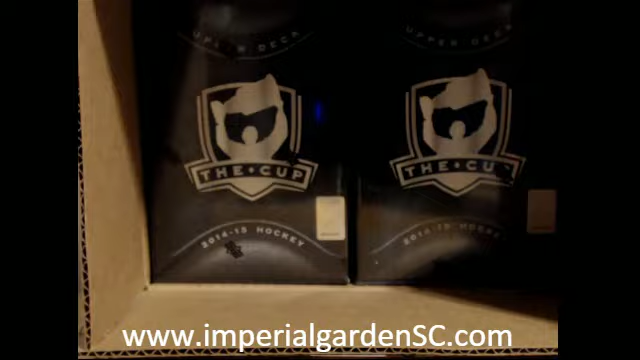 UPPER DECK
THE CUP
2014-15 HOCKEY
UPPER DECK
THE CUP
2014-15 HOCKEY
www.imperialgardenSC.com